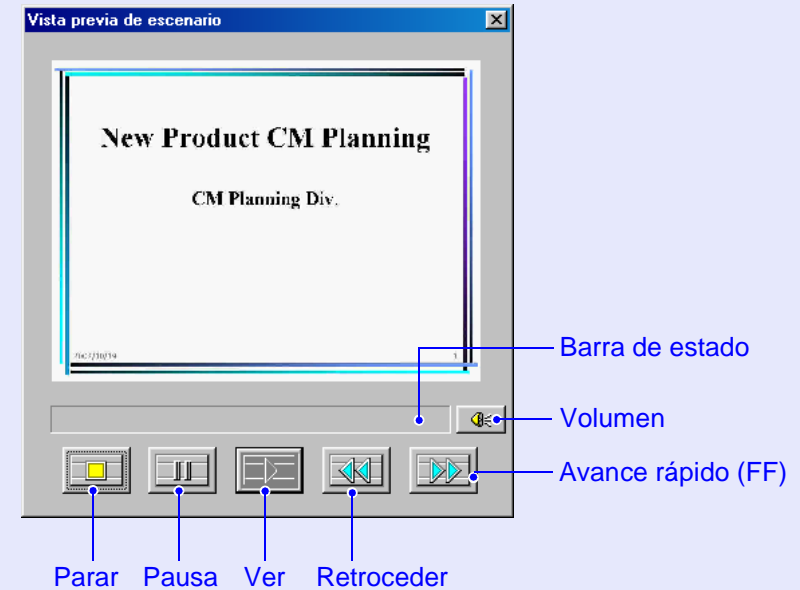 Vista previa de escenario
New Product CM Planning
CM Planning Div.
1
Barra de estado
Volumen
Avance rápido (FF)
Parar Pausa Ver Retroceder